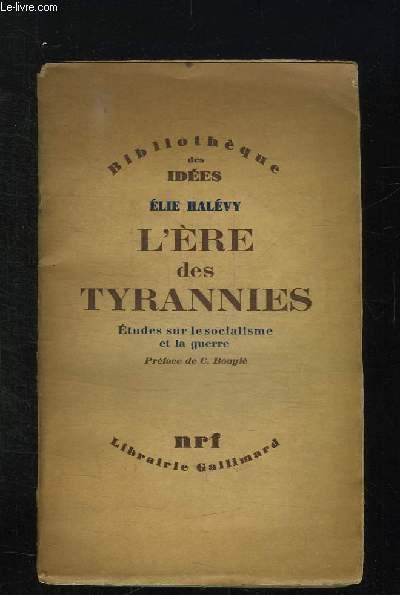 Le-livre.com
Bibliothèque
des
IDÉES
ÉLIE HALÉVY
L'ÈRE
des
TYRANNIES
Études sur le socialisme
et la guerre
Préface de C. Bouglé
nrf
Librairie Gallimard